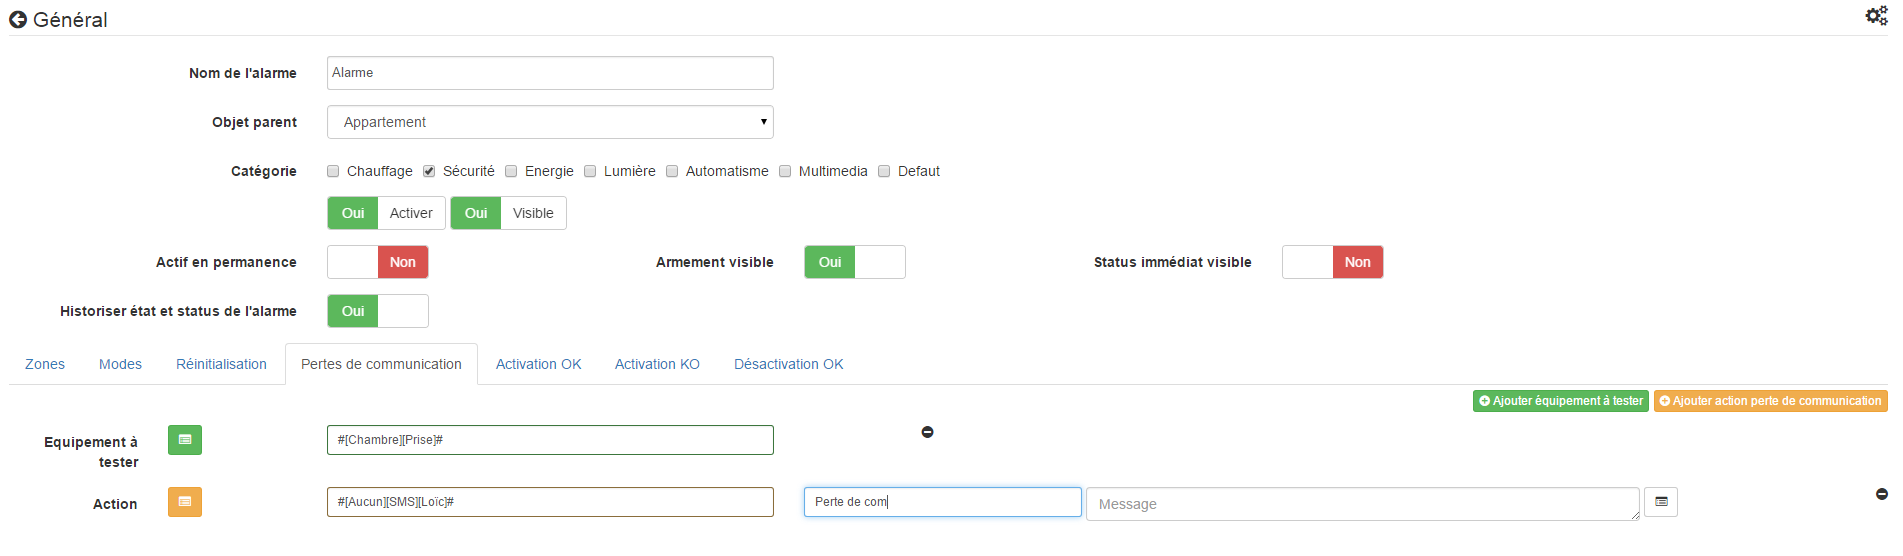 Général
Nom de l'alarme Alarme
Objet parent Appartement
Catégorie Chauffage Sécurité Energie Lumière Automatisme Multimedia Defaut
Oui Activer Oui Visible
Actif en permanence Non Armement visible Oui Status immédiat visible Non
Historiser état et status de l'alarme Oui
Zones Modes Réinitialisation Pertes de communication Activation OK Activation KO Désactivation OK
Ajouter équipement à tester Ajouter action perte de communication
Equipement à tester #[Chambre][Prise]#
Action #[Aucun][SMS][Loïc]# Perte de com Message